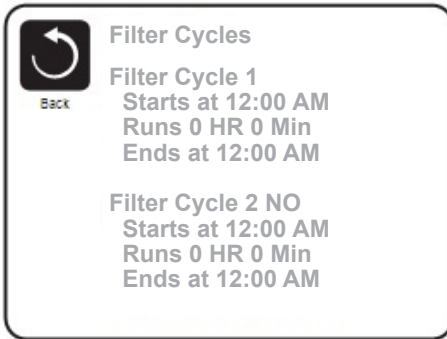 Filter Cycles
Back
Filter Cycle 1
Starts at 12:00 AM
Runs 0 HR 0 Min
Ends at 12:00 AM
Filter Cycle 2 NO
Starts at 12:00 AM
Runs 0 HR 0 Min
Ends at 12:00 AM